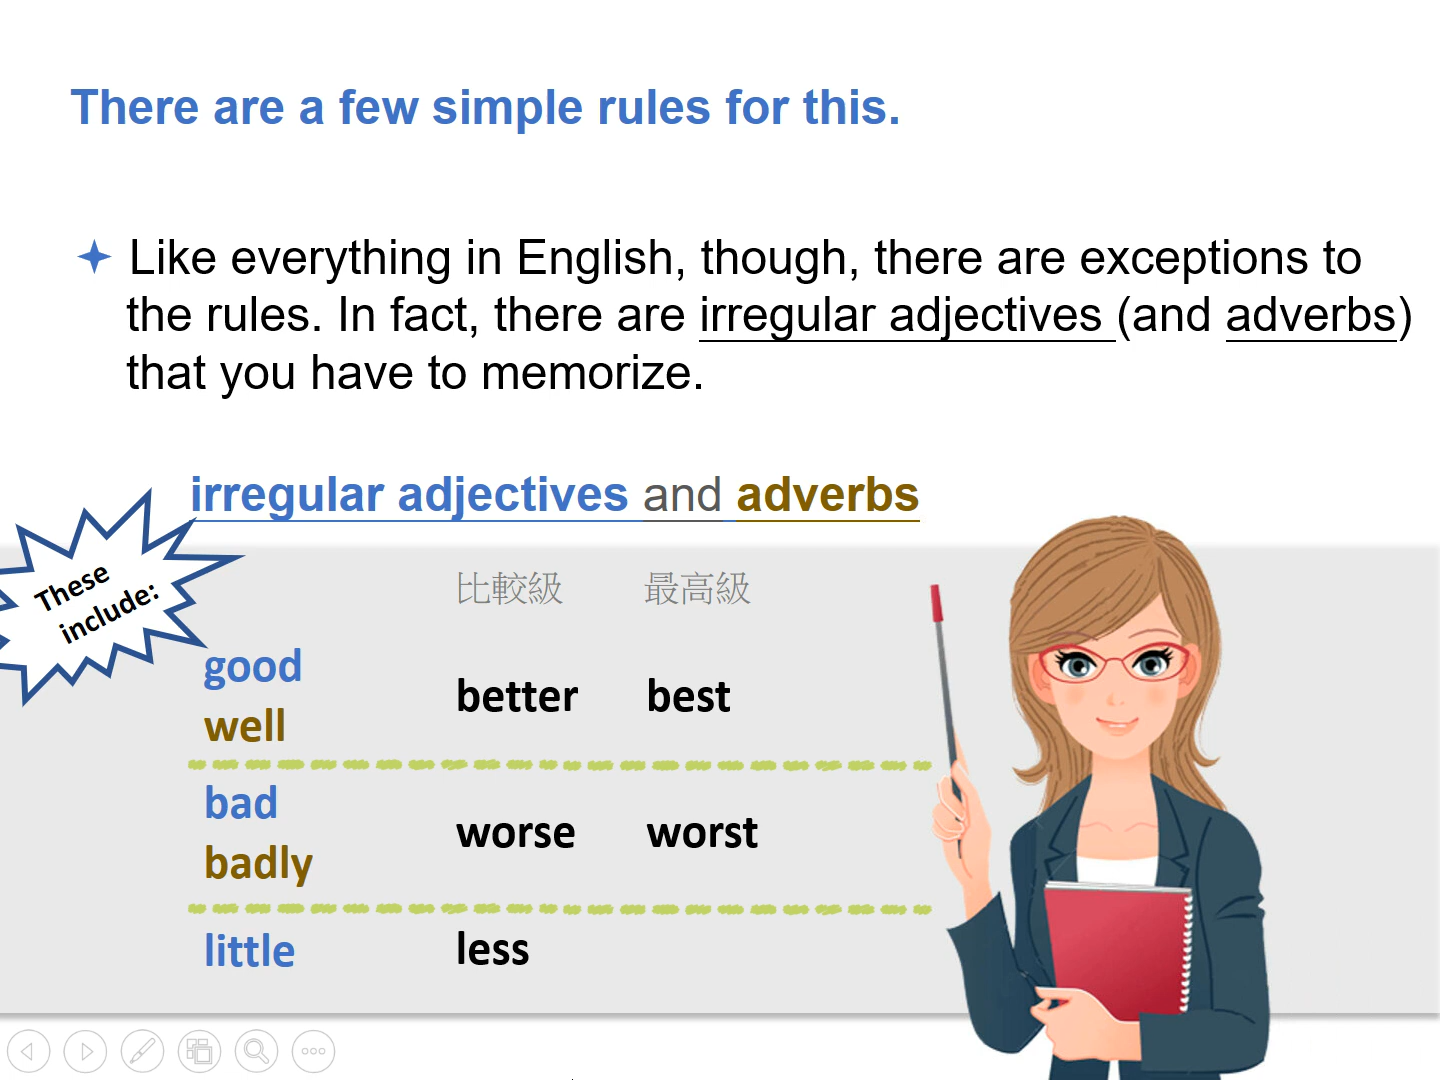 There are a few simple rules for this.
Like everything in English, though, there are exceptions to
the rules. In fact, there are irregular adjectives (and adverbs)
that you have to memorize.
irregular adjectives and adverbs
These
include:
比較級 最高級
good
well
better best
bad
badly
worse worst
little less